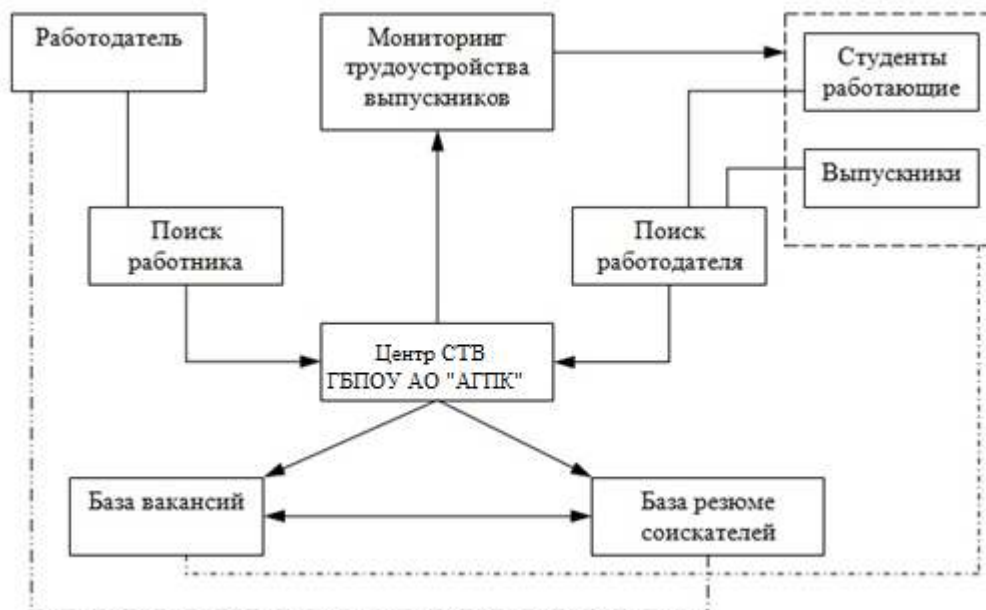 Работодатель
Мониторинг
трудоустройства
выпускников
Студенты
работающие
Выпускники
Поиск
работника
Поиск
работодателя
Центр СТВ
ГБПОУ АО "АГПК"
База вакансий
База резюме
соискателей